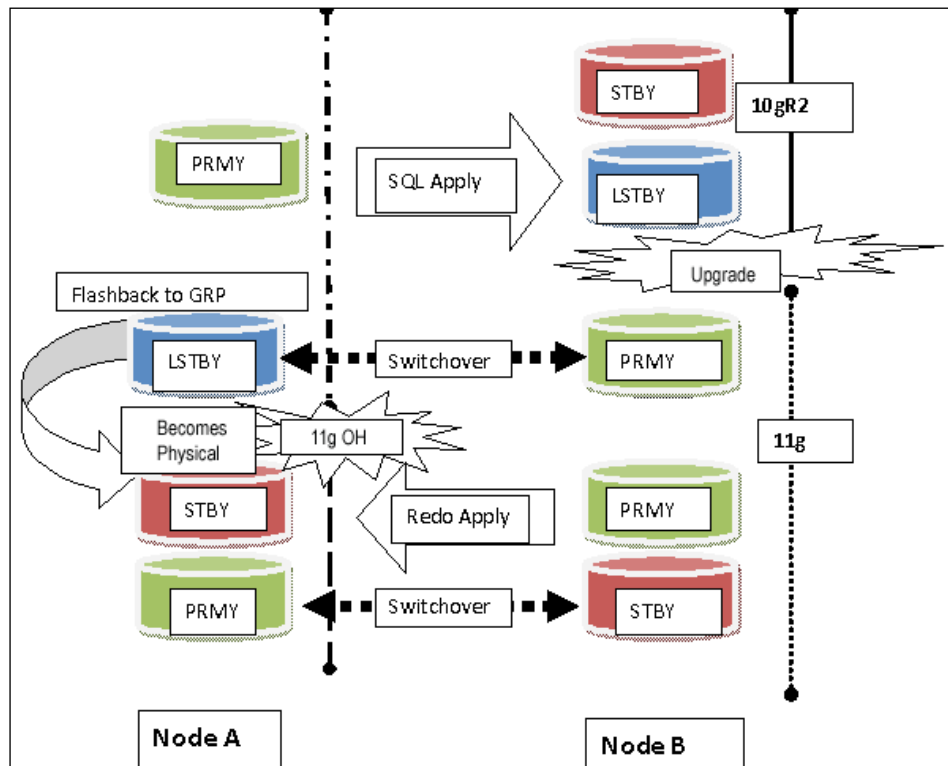 STBY
10gR2
PRMY
SQL Apply
LSTBY
Upgrade
Flashback to GRP
LSTBY
Switchover
PRMY
Becomes
Physical
11g OH
11g
STBY
Redo Apply
PRMY
PRMY
Switchover
STBY
Node A
Node B